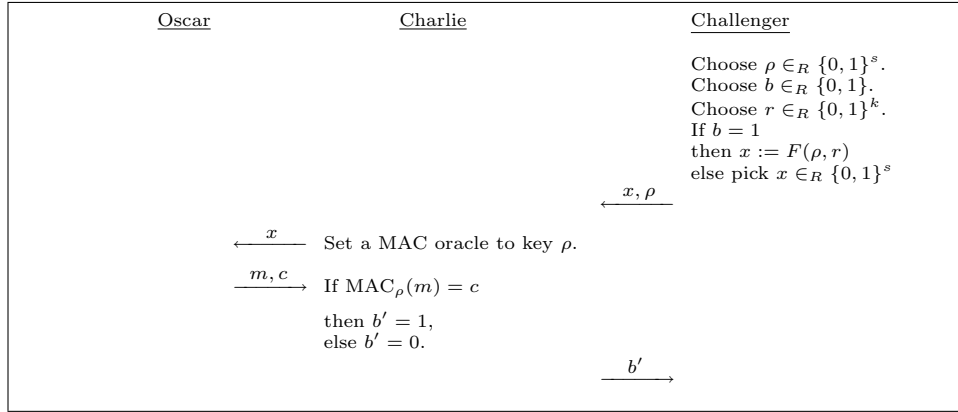 Oscar Charlie Challenger
Choose ρ ∈_R {0, 1}^s.
Choose b ∈_R {0, 1}.
Choose r ∈_R {0, 1}^k.
If b = 1
then x := F(ρ, r)
else pick x ∈_R {0, 1}^s
x, ρ
x Set a MAC oracle to key ρ.
m, c If MAC_ρ(m) = c
then b′ = 1,
else b′ = 0.
b′